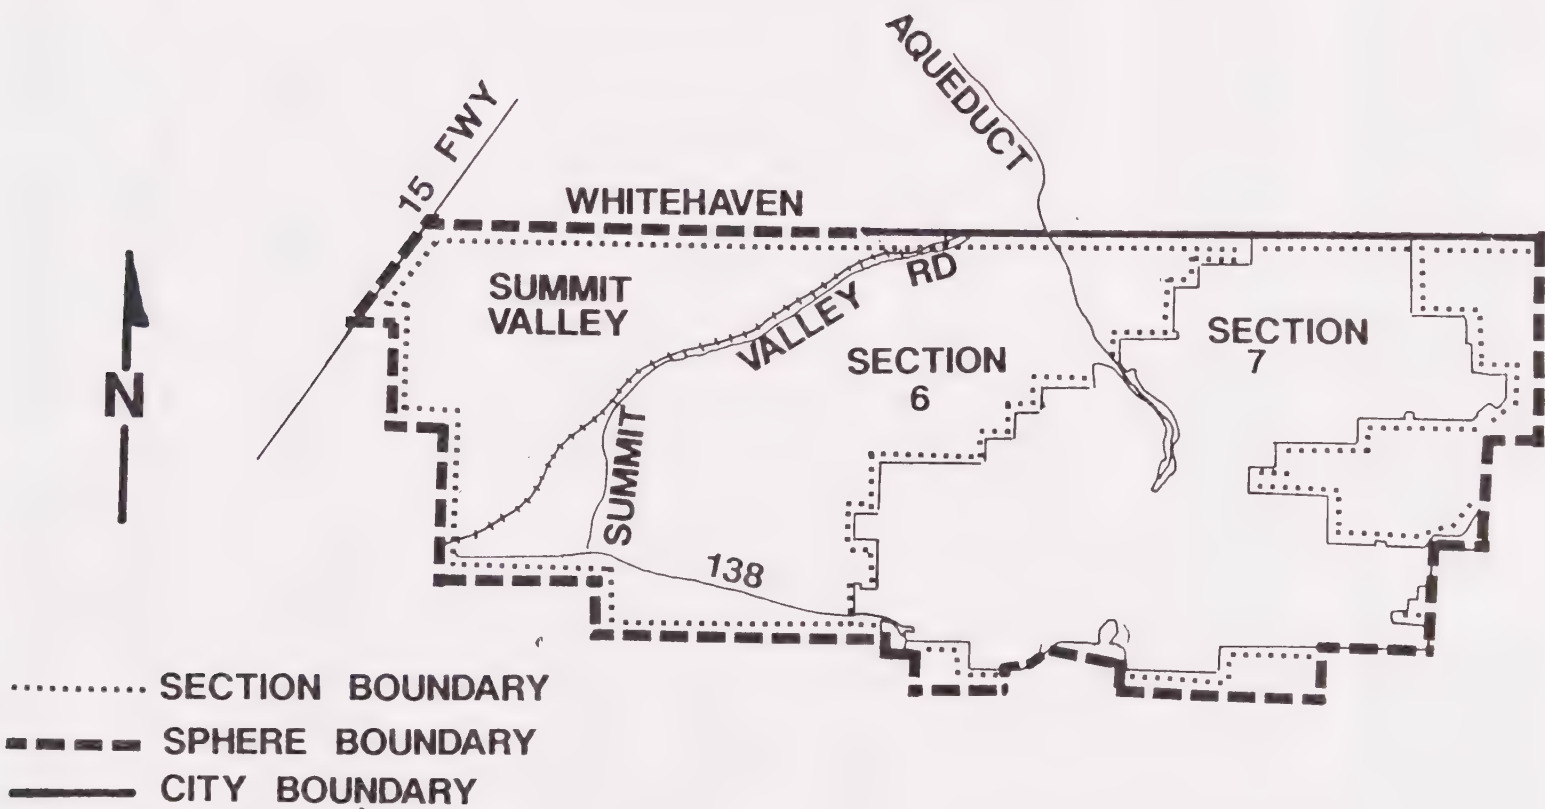 AQUEDUCT
15 FWY
WHITEHAVEN
SUMMIT
VALLEY
RD
VALLEY
SUMMIT
SECTION
6
SECTION
7
N
138
SECTION BOUNDARY
SPHERE BOUNDARY
CITY BOUNDARY